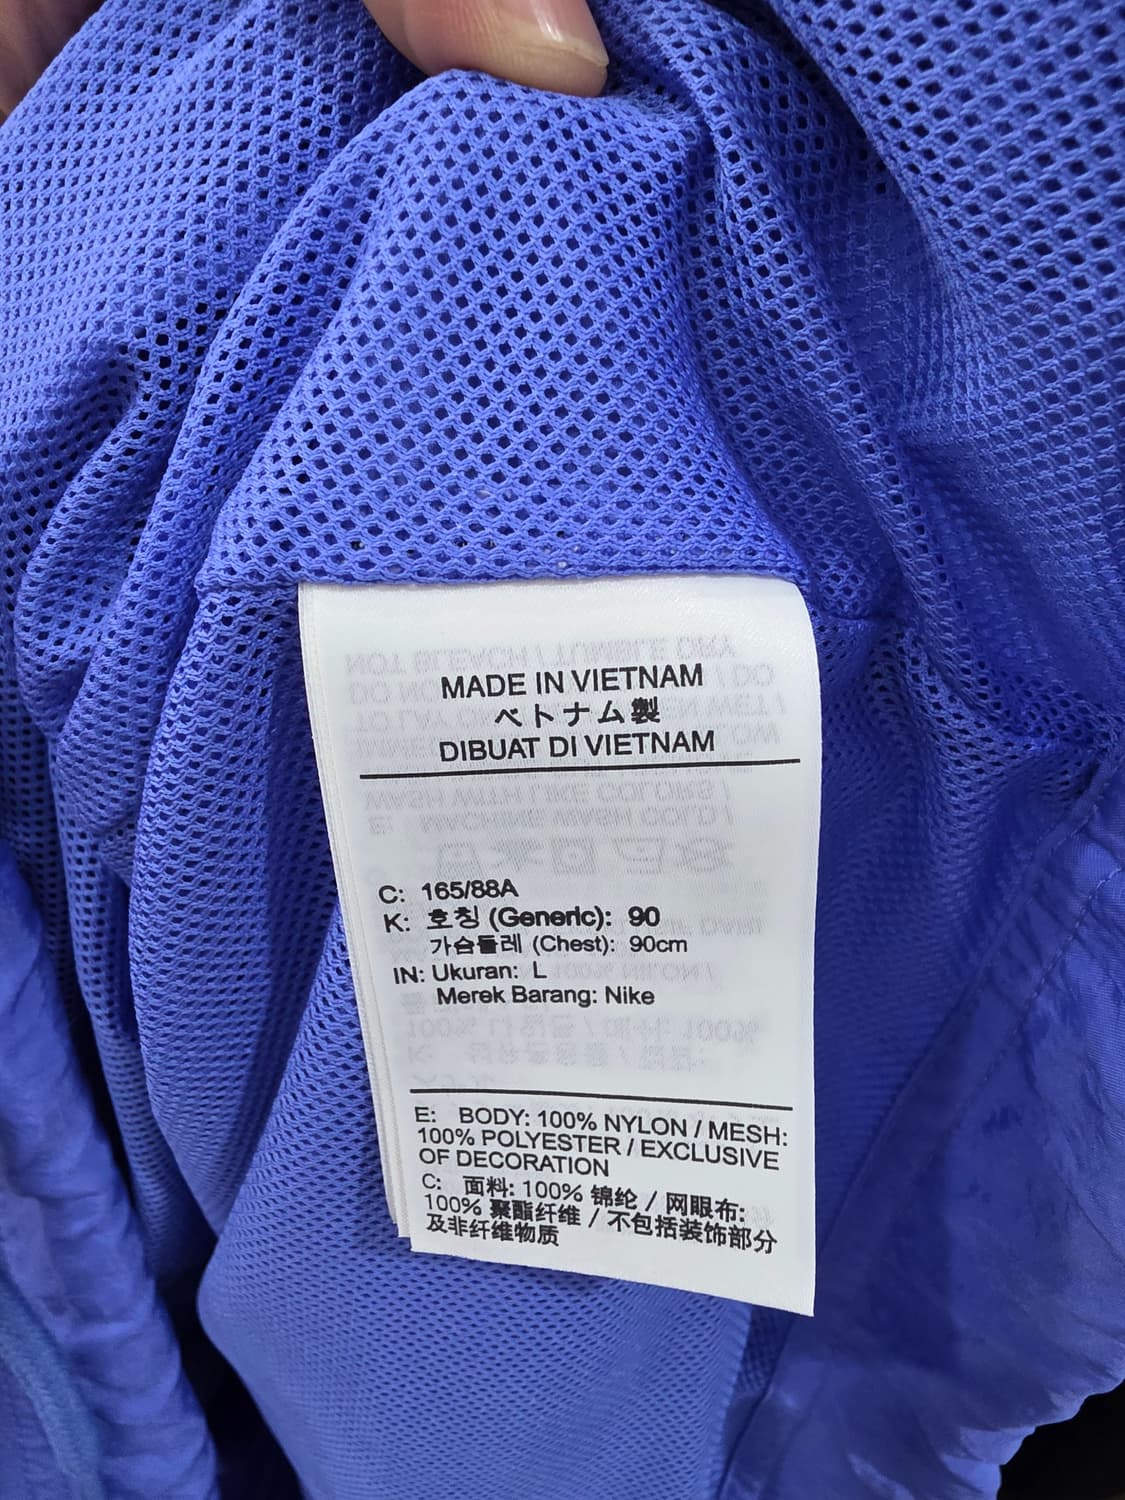 MADE IN VIETNAM
ベトナム製
DIBUAT DI VIETNAM
C: 165/88A
K: 호칭 (Generic): 90
가슴둘레 (Chest): 90cm
IN: Ukuran: L
Merek Barang: Nike
E: BODY: 100% NYLON / MESH:
100% POLYESTER / EXCLUSIVE
OF DECORATION
C: 面料: 100% 锦纶 / 网眼布:
100% 聚酯纤维 / 不包括装饰部分
及非纤维物质